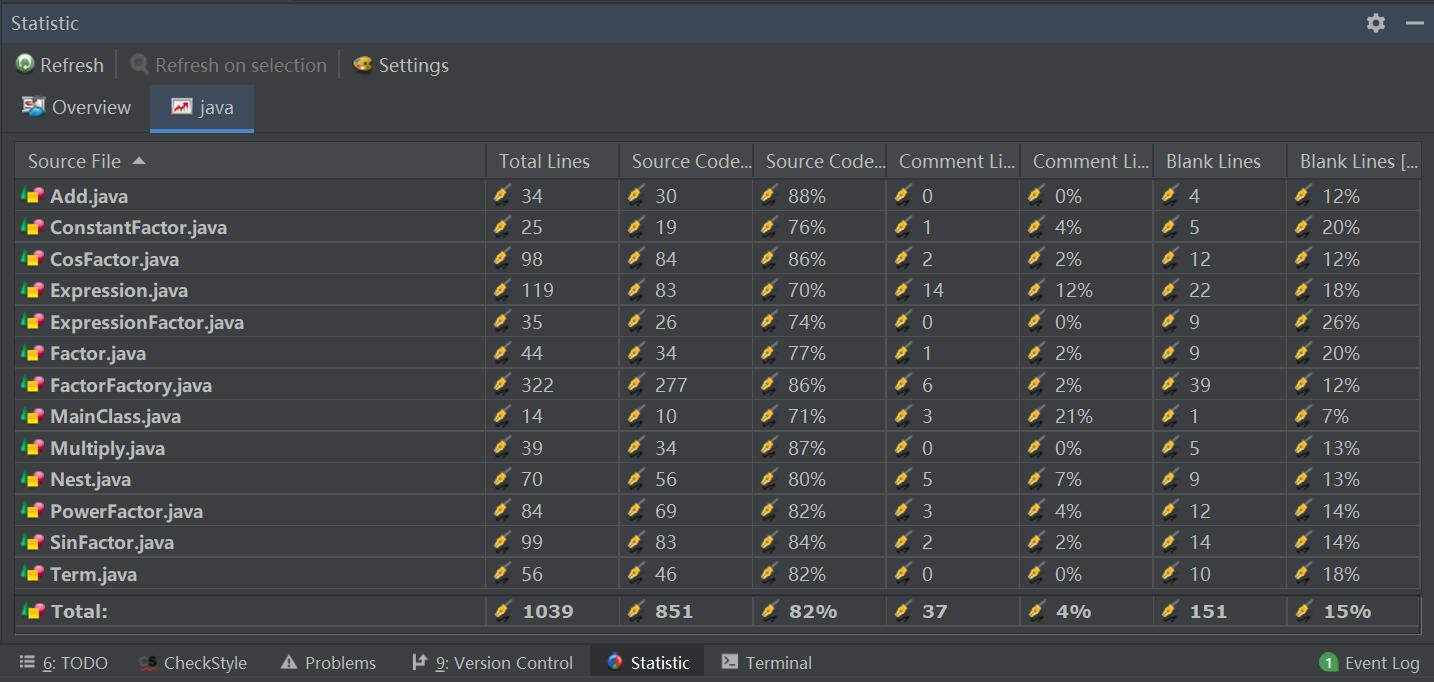 Statistic
Refresh Refresh on selection Settings
Overview java
Source File Total Lines Source Code... Source Code... Comment Li... Comment Li... Blank Lines Blank Lines [...
Add.java 34 30 88% 0 0% 4 12%
ConstantFactor.java 25 19 76% 1 4% 5 20%
CosFactor.java 98 84 86% 2 2% 12 12%
Expression.java 119 83 70% 14 12% 22 18%
ExpressionFactor.java 35 26 74% 0 0% 9 26%
Factor.java 44 34 77% 1 2% 9 20%
FactorFactory.java 322 277 86% 6 2% 39 12%
MainClass.java 14 10 71% 3 21% 1 7%
Multiply.java 39 34 87% 0 0% 5 13%
Nest.java 70 56 80% 5 7% 9 13%
PowerFactor.java 84 69 82% 3 4% 12 14%
SinFactor.java 99 83 84% 2 2% 14 14%
Term.java 56 46 82% 0 0% 10 18%
Total: 1039 851 82% 37 4% 151 15%
6: TODO CS CheckStyle Problems 9: Version Control Statistic Terminal 1 Event Log